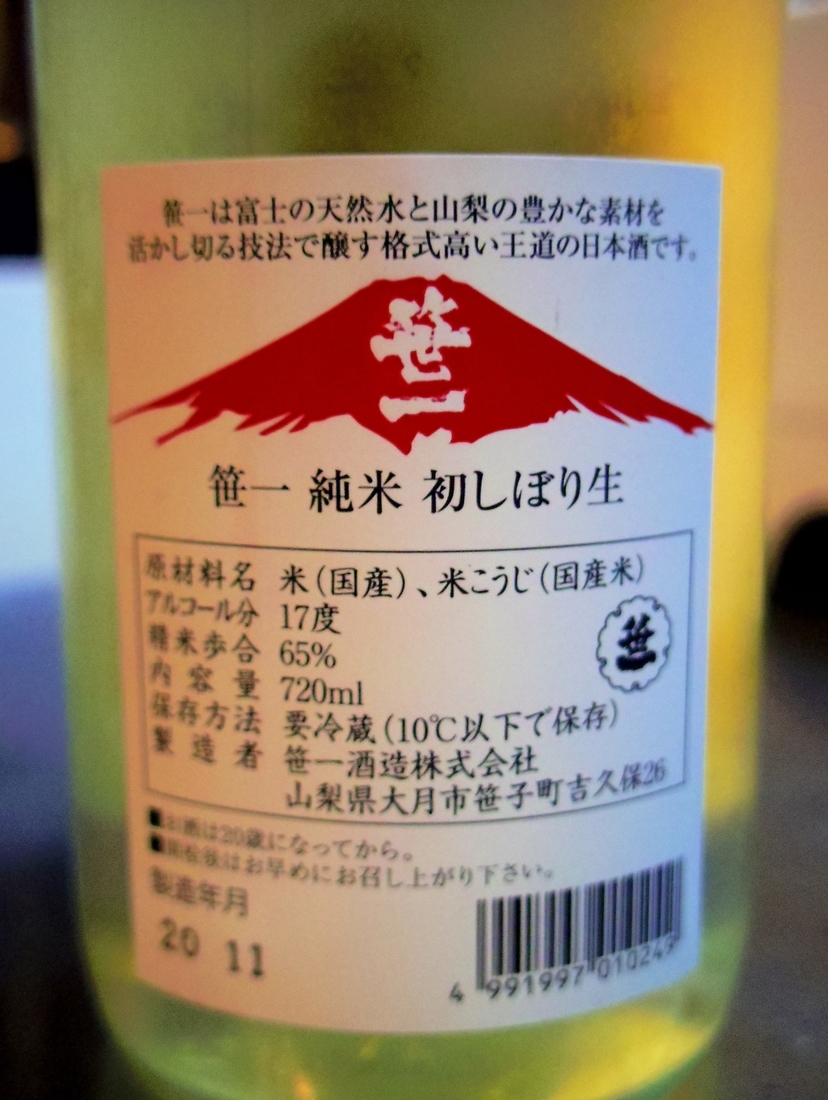 笹一は富士の天然水と山梨の豊かな素材を
活かし切る技法で醸す格式高い王道の日本酒です。
笹一
笹一 純米 初しぼり生
原材料名 米(国産)、米こうじ(国産米)
アルコール分 17度
精米歩合 65%
内容量 720ml
保存方法 要冷蔵(10℃以下で保存)
製造者 笹一酒造株式会社
山梨県大月市笹子町吉久保26
笹
■お酒は20歳になってから。
■開栓後はお早めにお召し上がり下さい。
製造年月
20 11
4 991997 010249